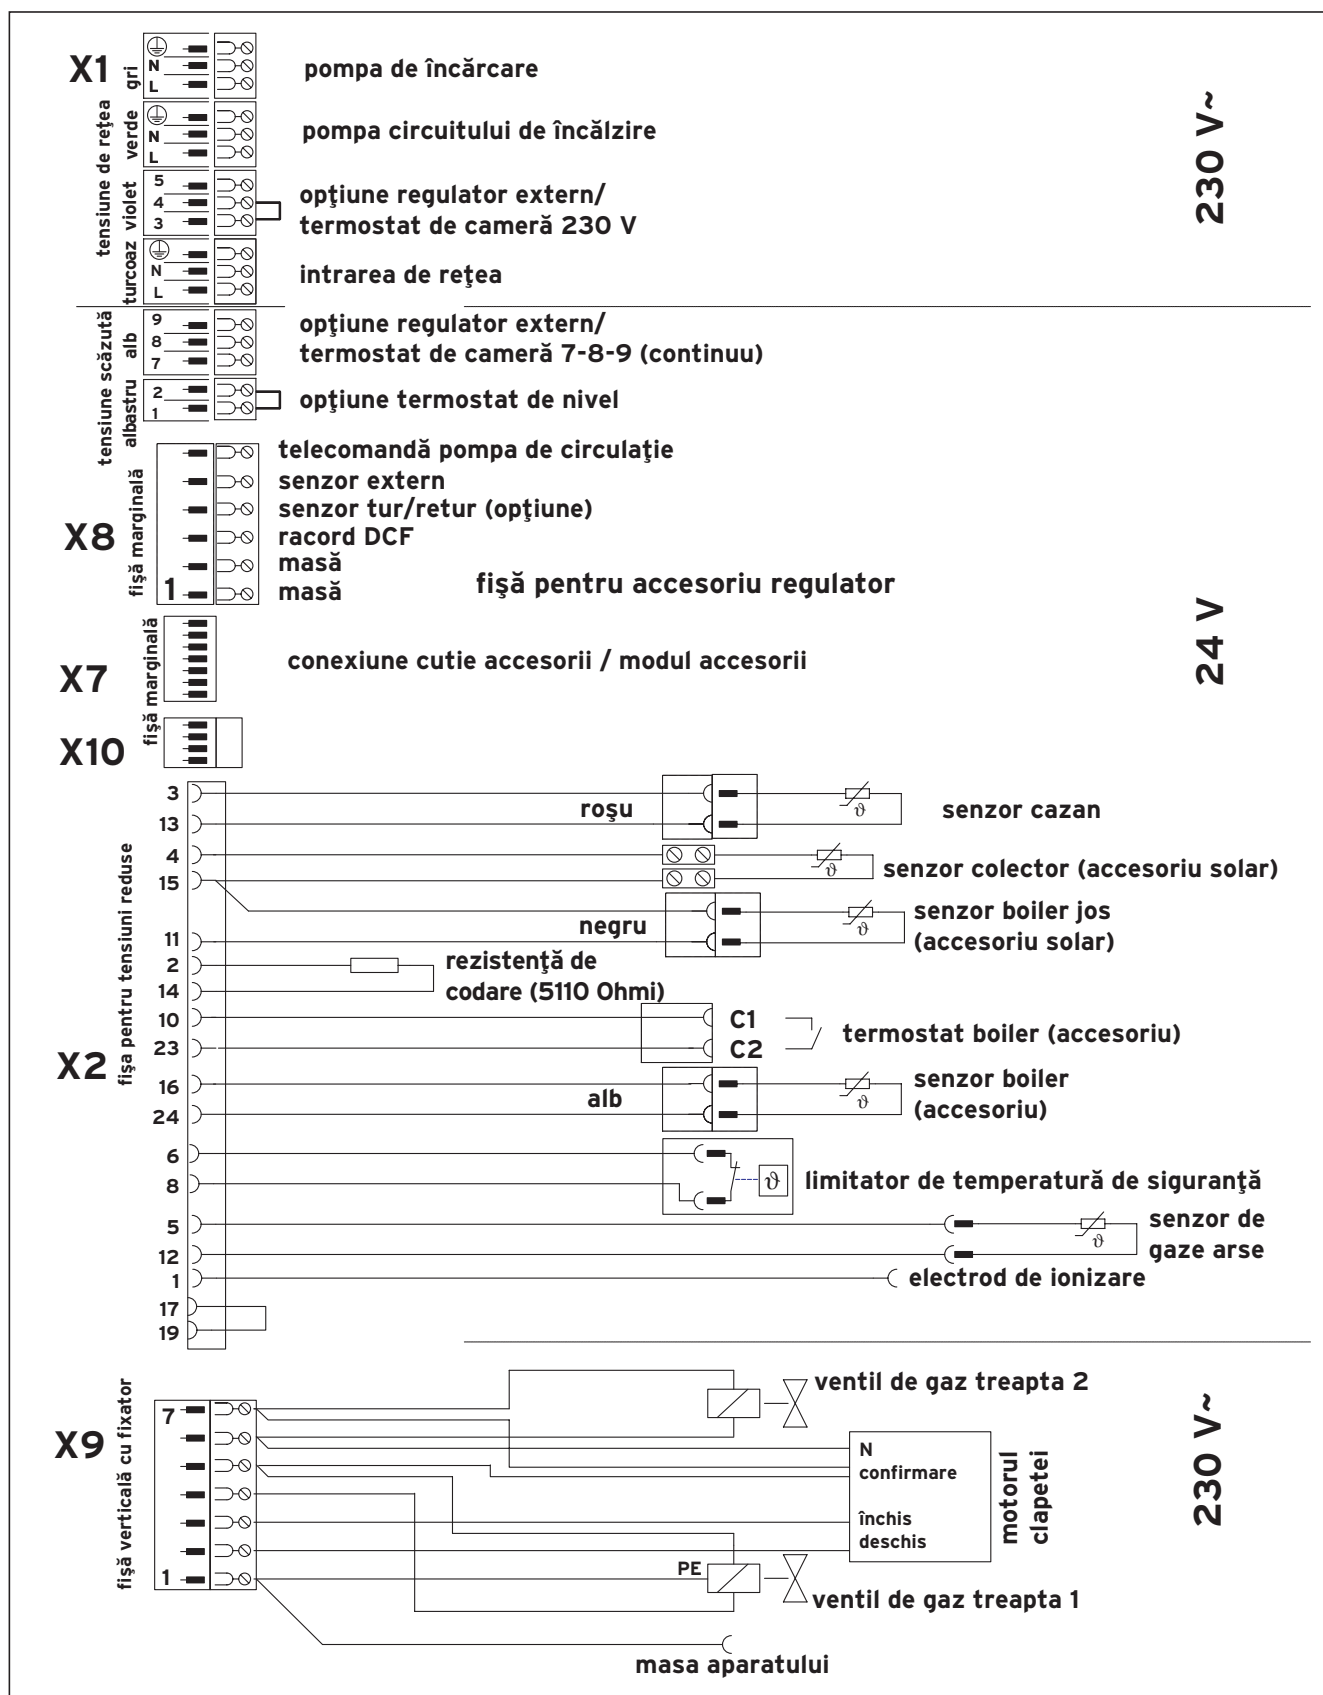 X1
tensiune de reţea
gri
N
L
pompa de încărcare
verde
N
L
pompa circuitului de încălzire
violet
5
4
3
opţiune regulator extern/
termostat de cameră 230 V
turcoaz
N
L
intrarea de reţea
230 V~
tensiune scăzută
alb
9
8
7
opţiune regulator extern/
termostat de cameră 7-8-9 (continuu)
albastru
2
1
opţiune termostat de nivel
X8
fişă marginală
1
telecomandă pompa de circulaţie
senzor extern
senzor tur/retur (opţiune)
racord DCF
masă
masă
fişă pentru accesoriu regulator
24 V
X7
fişă marginală
conexiune cutie accesorii / modul accesorii
X10
X2
fişa pentru tensiuni reduse
3
13
roşu
ϑ
senzor cazan
4
15
ϑ
senzor colector (accesoriu solar)
11
negru
ϑ
senzor boiler jos
(accesoriu solar)
2
14
rezistenţă de
codare (5110 Ohmi)
10
23
C1
C2
termostat boiler (accesoriu)
16
24
alb
ϑ
senzor boiler
(accesoriu)
6
8
ϑ
limitator de temperatură de siguranţă
5
12
ϑ
senzor de
gaze arse
1
electrod de ionizare
17
19
X9
fişă verticală cu fixator
7
1
ventil de gaz treapta 2
N
confirmare
închis
deschis
motorul
clapetei
PE
ventil de gaz treapta 1
masa aparatului
230 V~